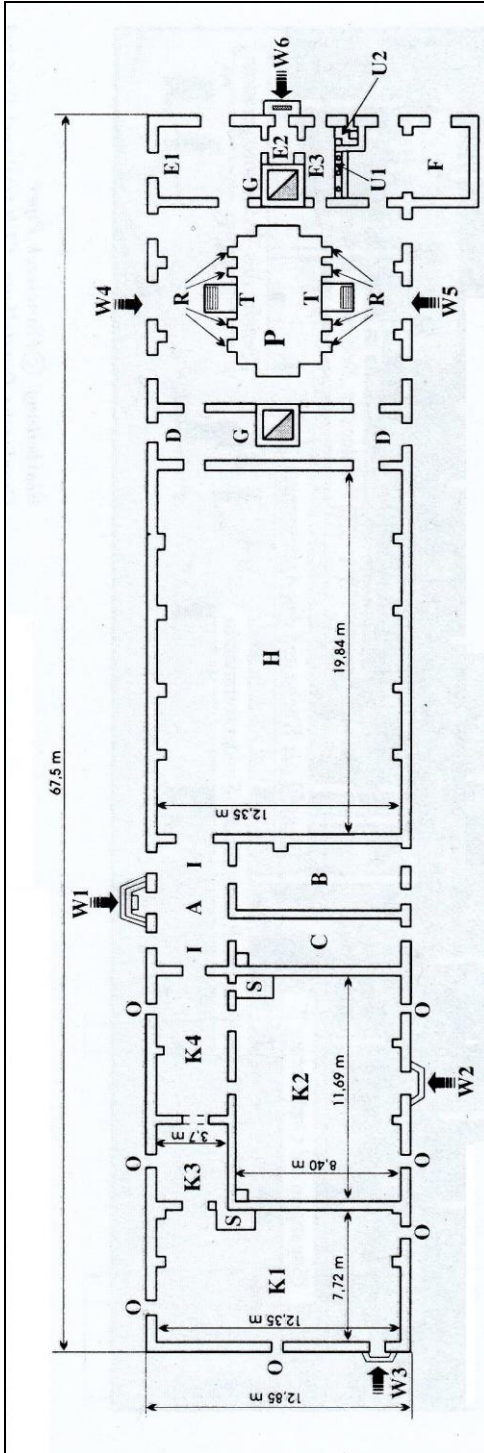 67,5 m
W1 W4
O O O
K3 K4 I A I D R E1
3,7 m
S S T G
12,85 m
12,35 m
O K1 K2 H G P E2 W6
12,35 m
8,40 m
7,72 m
11,69 m
C B
19,84 m
T E3
D R U1 U2
F
W3 O O O
W2 W5